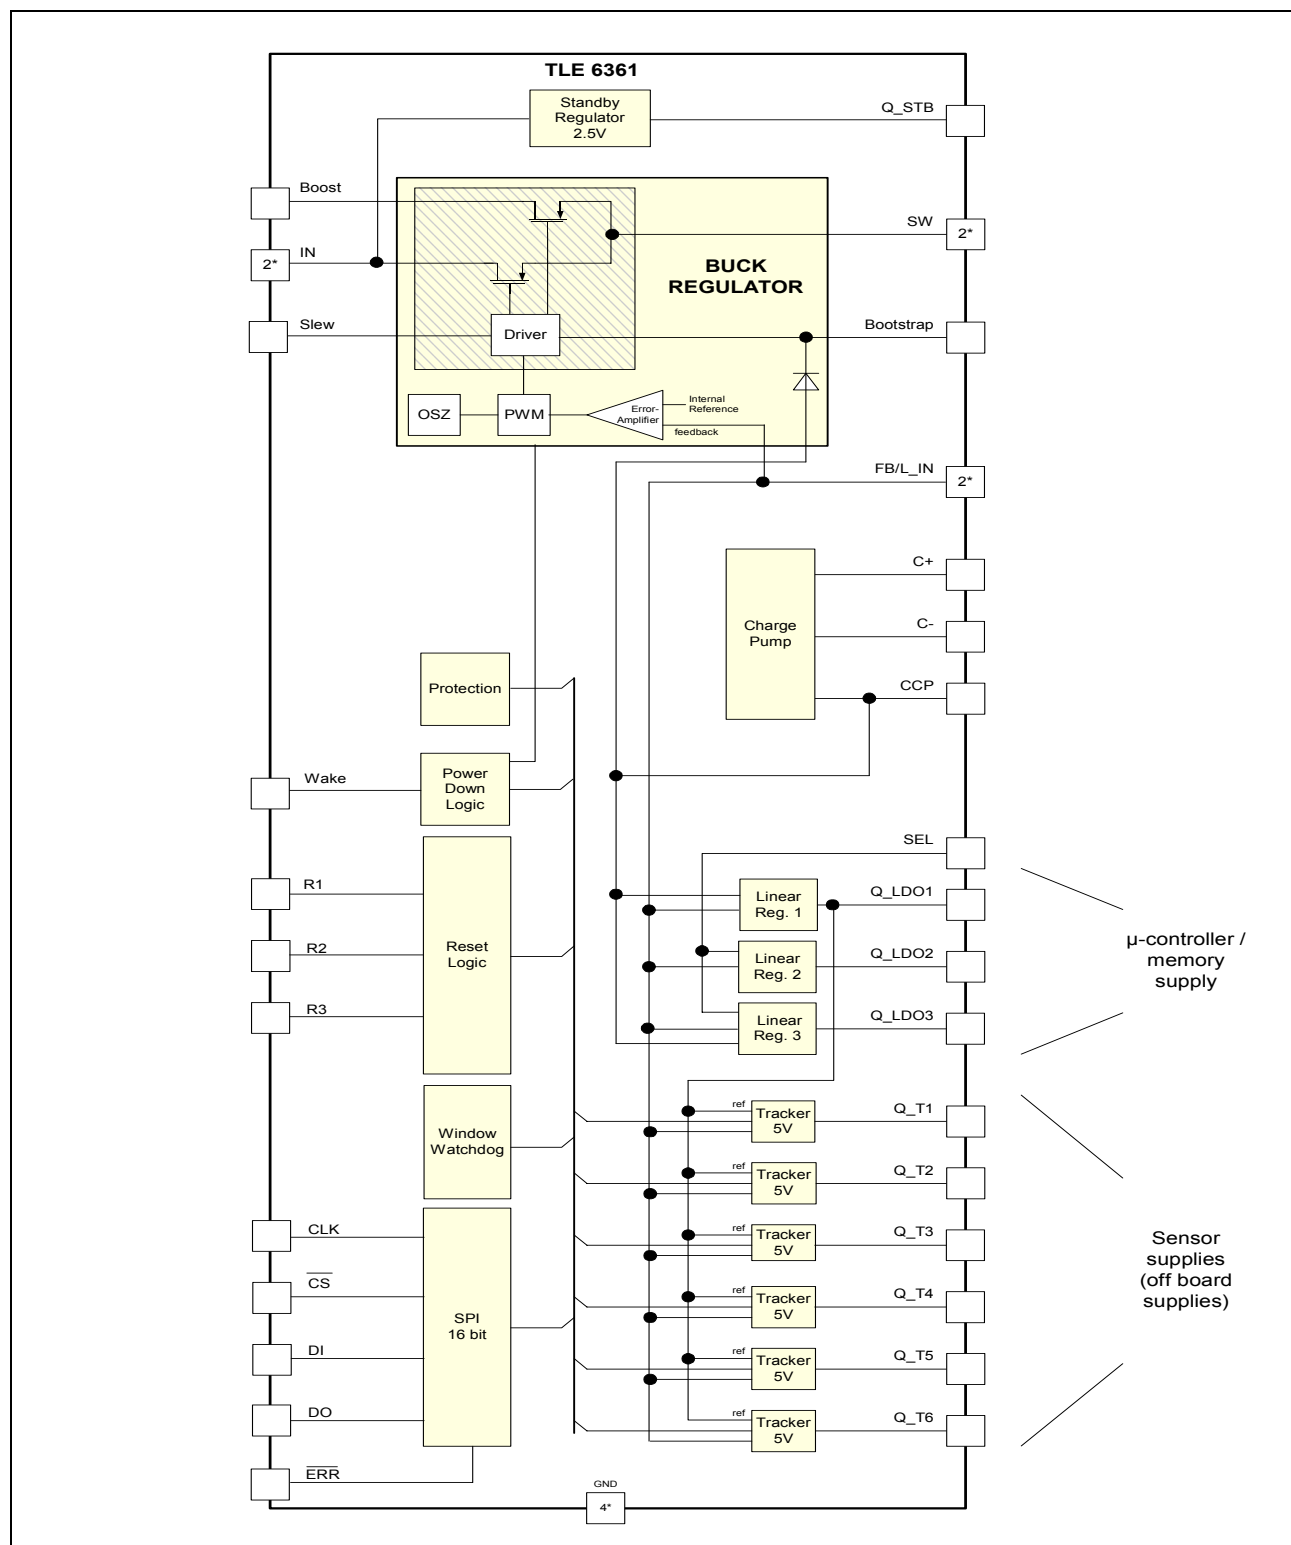 TLE 6361
Standby
Regulator
2.5V
Q_STB
Boost
2*
IN
Slew
BUCK
REGULATOR
SW
2*
Driver
Bootstrap
OSZ
PWM
Error-
Amplifier
Internal
Reference
feedback
FB/L_IN
2*
Charge
Pump
C+
C-
CCP
Protection
Wake
Power
Down
Logic
R1
R2
R3
Reset
Logic
SEL
Linear
Reg. 1
Q_LDO1
Linear
Reg. 2
Q_LDO2
Linear
Reg. 3
Q_LDO3
µ-controller /
memory
supply
Window
Watchdog
ref
Tracker
5V
Q_T1
ref
Tracker
5V
Q_T2
ref
Tracker
5V
Q_T3
ref
Tracker
5V
Q_T4
ref
Tracker
5V
Q_T5
ref
Tracker
5V
Q_T6
Sensor
supplies
(off board
supplies)
CLK
CS
DI
DO
ERR
SPI
16 bit
GND
4*